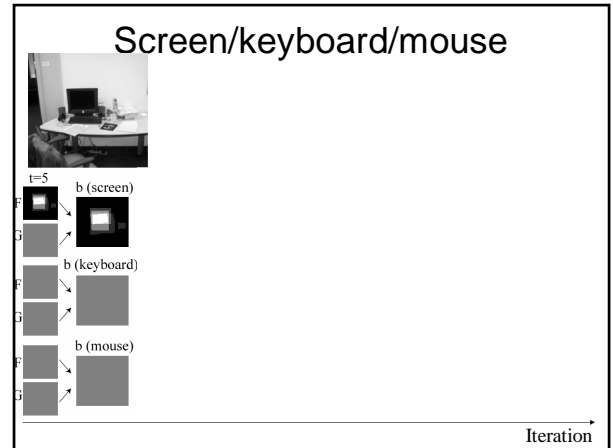 Screen/keyboard/mouse
t=5
b (screen)
F
G
b (keyboard)
F
G
b (mouse)
F
G
Iteration